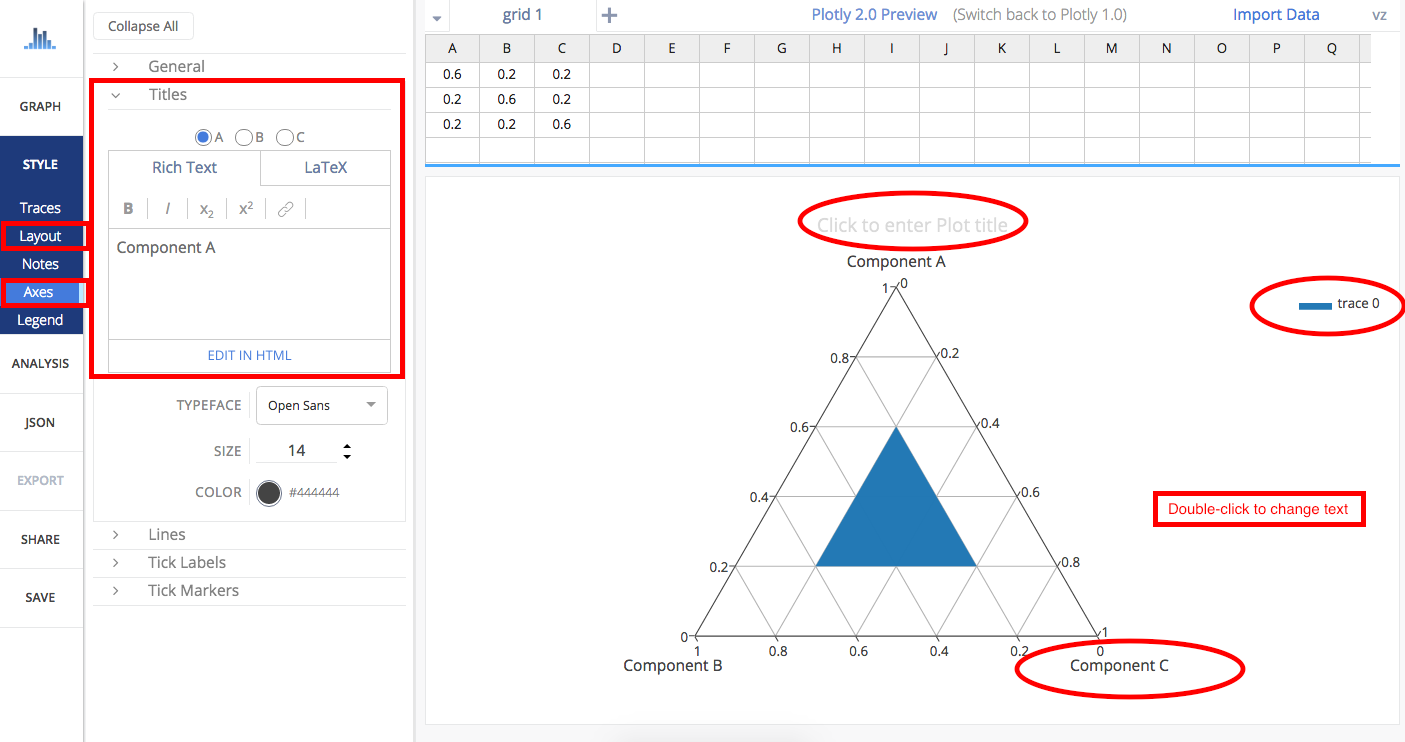 Collapse All
General
Titles
A B C
Rich Text LaTeX
B I x2 x2
Component A
EDIT IN HTML
TYPEFACE Open Sans
SIZE 14
COLOR #444444
Lines
Tick Labels
Tick Markers
GRAPH
STYLE
Traces
Layout
Notes
Axes
Legend
ANALYSIS
JSON
EXPORT
SHARE
SAVE
grid 1 Plotly 2.0 Preview (Switch back to Plotly 1.0) Import Data vz
A B C D E F G H I J K L M N O P Q
0.6 0.2 0.2
0.2 0.6 0.2
0.2 0.2 0.6
Click to enter Plot title
Component A
1 0
trace 0
0.8 0.2
0.6 0.4
0.4 0.6
Double-click to change text
0.2 0.8
0 1
1 0.8 0.6 0.4 0.2 0
Component B Component C